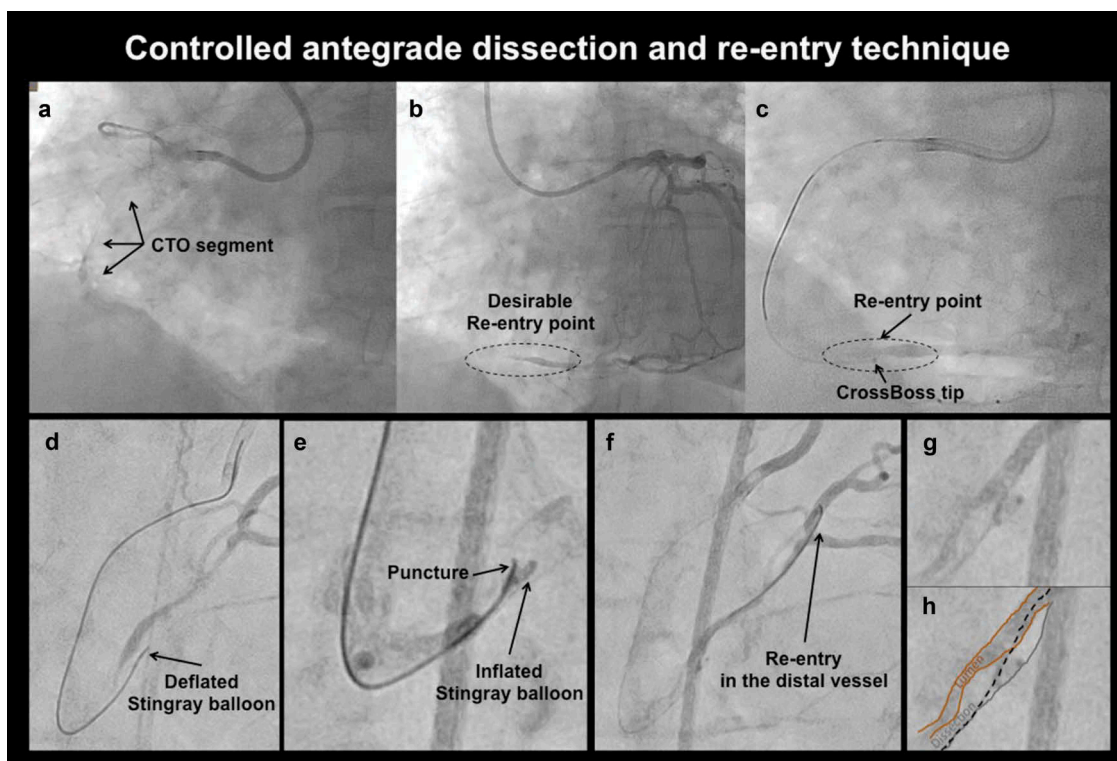 Controlled antegrade dissection and re-entry technique
a
CTO segment
b
Desirable
Re-entry point
c
Re-entry point
CrossBoss tip
d
Deflated
Stingray balloon
e
Puncture
Inflated
Stingray balloon
f
Re-entry
in the distal vessel
g
h
Lumen
Dissection